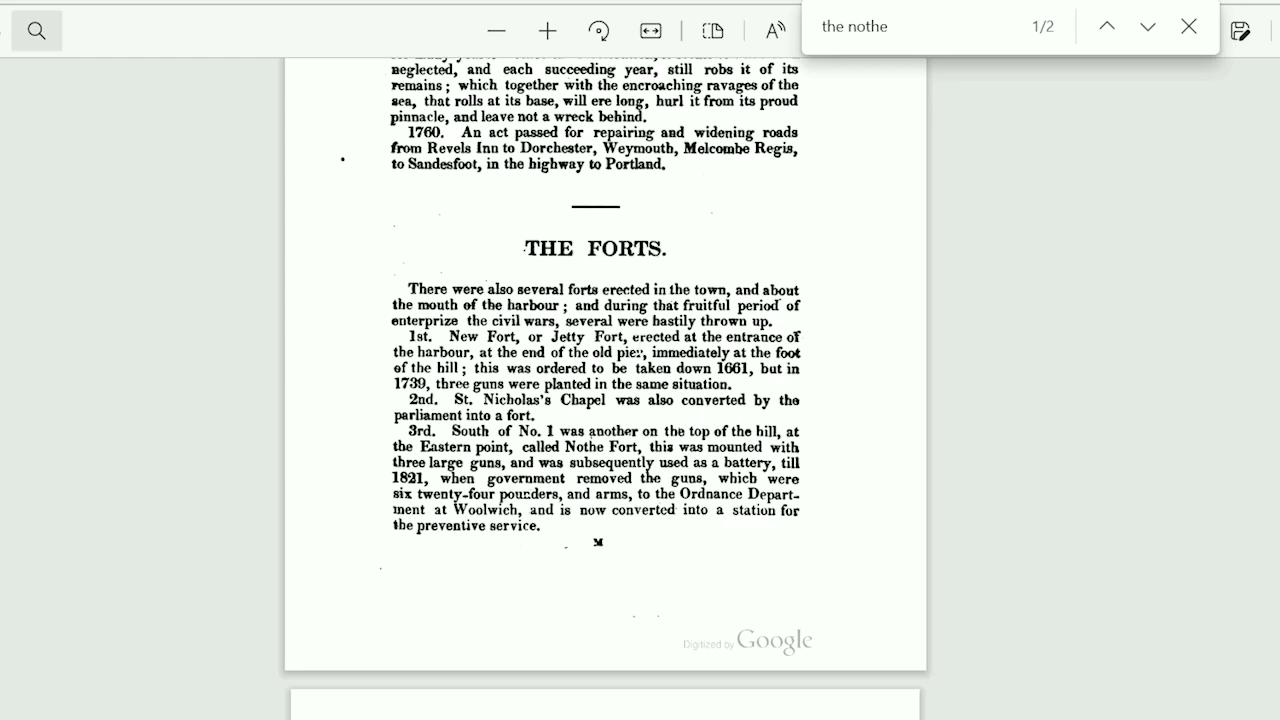 the nothe
1/2
neglected, and each succeeding year, still robs it of its
remains ; which together with the encroaching ravages of the
sea, that rolls at its base, will ere long, hurl it from its proud
pinnacle, and leave not a wreck behind.
1760. An act passed for repairing and widening roads
from Revels Inn to Dorchester, Weymouth, Melcombe Regis,
to Sandesfoot, in the highway to Portland.
THE FORTS.
There were also several forts erected in the town, and about
the mouth of the harbour ; and during that fruitful period of
enterprize the civil wars, several were hastily thrown up.
1st. New Fort, or Jetty Fort, erected at the entrance of
the harbour, at the end of the old pier, immediately at the foot
of the hill ; this was ordered to be taken down 1661, but in
1739, three guns were planted in the same situation.
2nd. St. Nicholas's Chapel was also converted by the
parliament into a fort.
3rd. South of No. 1 was another on the top of the hill, at
the Eastern point, called Nothe Fort, this was mounted with
three large guns, and was subsequently used as a battery, till
1821, when government removed the guns, which were
six twenty-four pounders, and arms, to the Ordnance Depart-
ment at Woolwich, and is now converted into a station for
the preventive service.
M
Digitized by Google